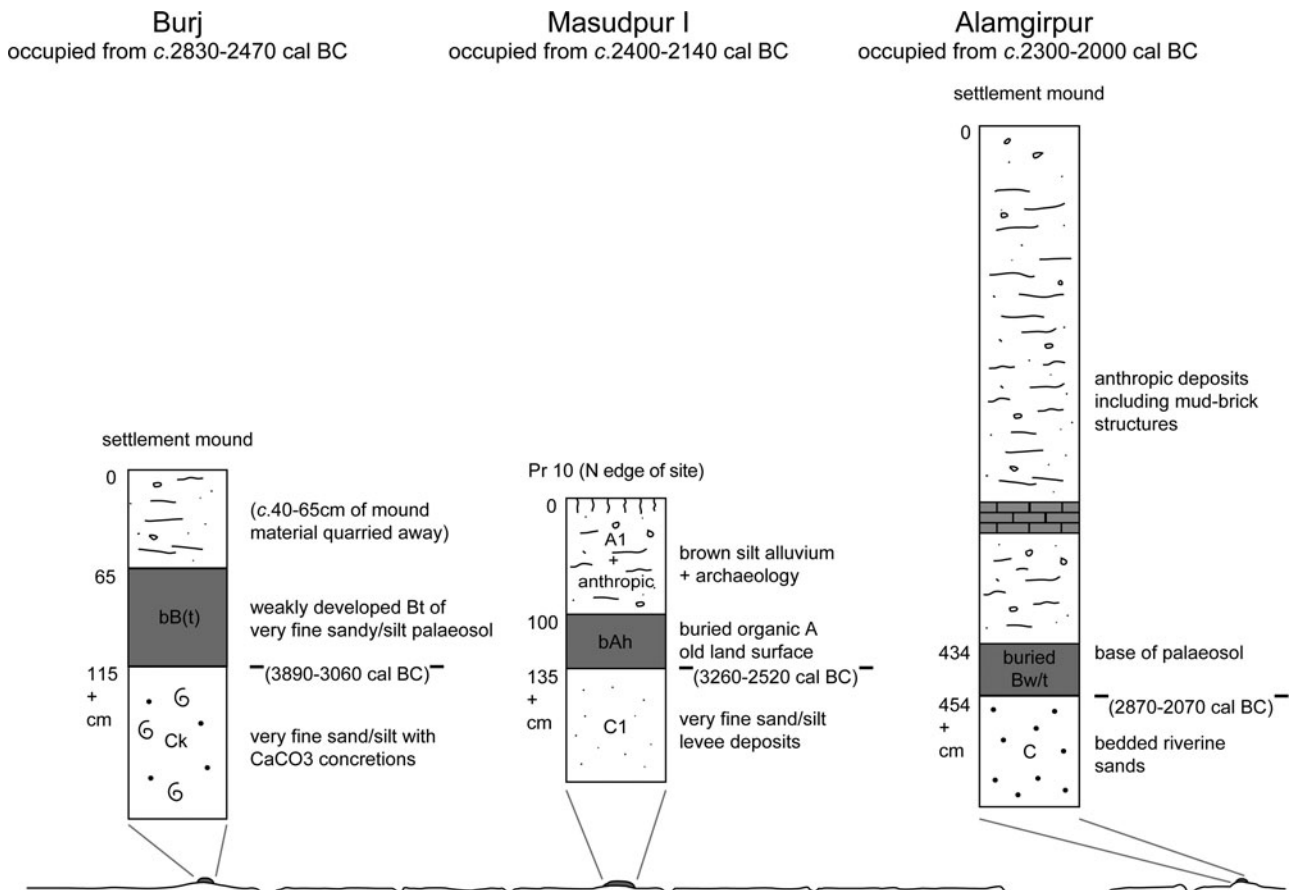 Burj
occupied from c.2830-2470 cal BC
settlement mound
0
(c.40-65cm of mound
material quarried away)
65
bB(t)
weakly developed Bt of
very fine sandy/silt palaeosol
(3890-3060 cal BC)
115
+
cm
Ck
very fine sand/silt with
CaCO3 concretions
Masudpur I
occupied from c.2400-2140 cal BC
Pr 10 (N edge of site)
0
A1
+
anthropic
brown silt alluvium
+ archaeology
100
bAh
buried organic A
old land surface
(3260-2520 cal BC)
135
+
cm
C1
very fine sand/silt
levee deposits
Alamgirpur
occupied from c.2300-2000 cal BC
settlement mound
0
anthropic deposits
including mud-brick
structures
434
buried
Bw/t
base of palaeosol
(2870-2070 cal BC)
454
+
cm
C
bedded riverine
sands